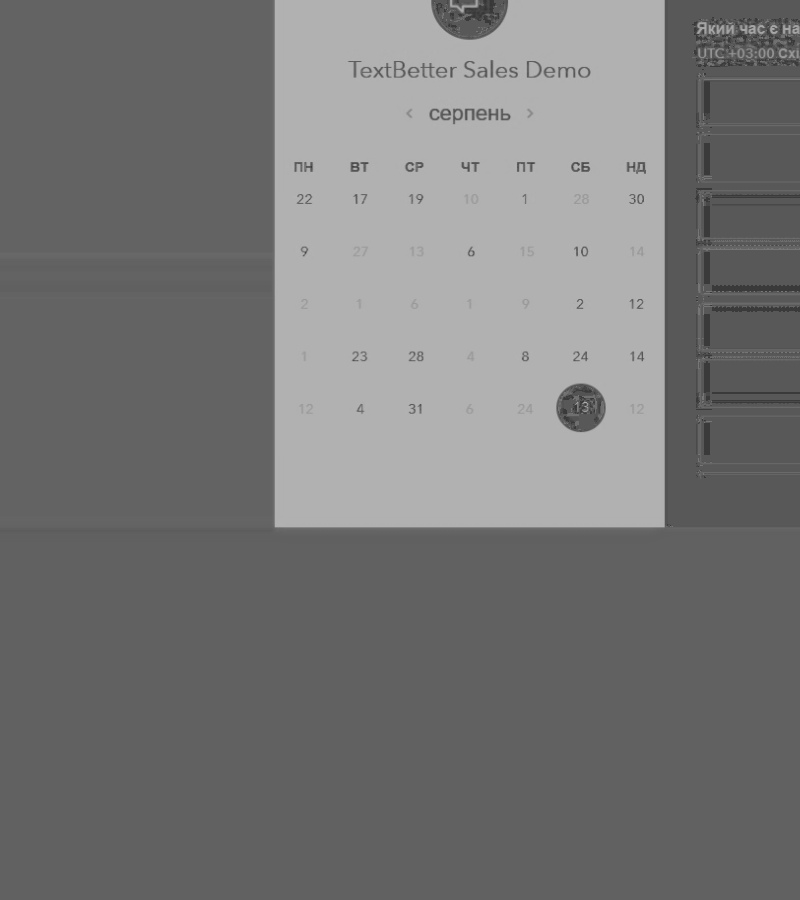 TextBetter Sales Demo
серпень
ПН ВТ СР ЧТ ПТ СБ НД
22 17 19 10 1 28 30
9 27 13 6 15 10 14
2 1 6 1 9 2 12
1 23 28 4 8 24 14
12 4 31 6 24 13 12
Який час є на
UTC +03:00 Схі